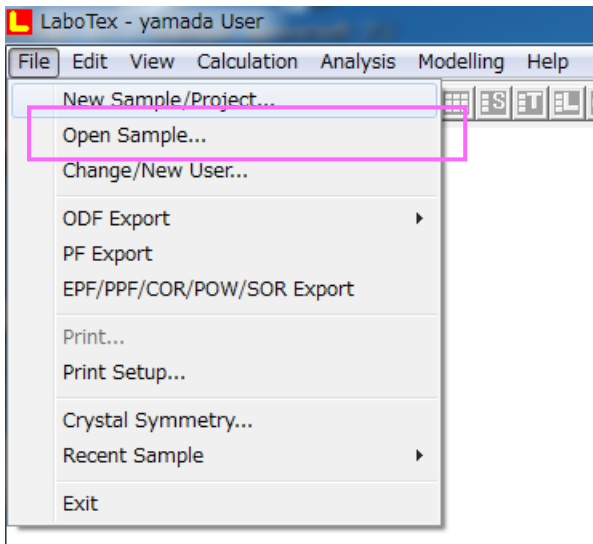 LaboTex - yamada User
File Edit View Calculation Analysis Modelling Help
New Sample/Project...
Open Sample...
Change/New User...
ODF Export
PF Export
EPF/PPF/COR/POW/SOR Export
Print...
Print Setup...
Crystal Symmetry...
Recent Sample
Exit